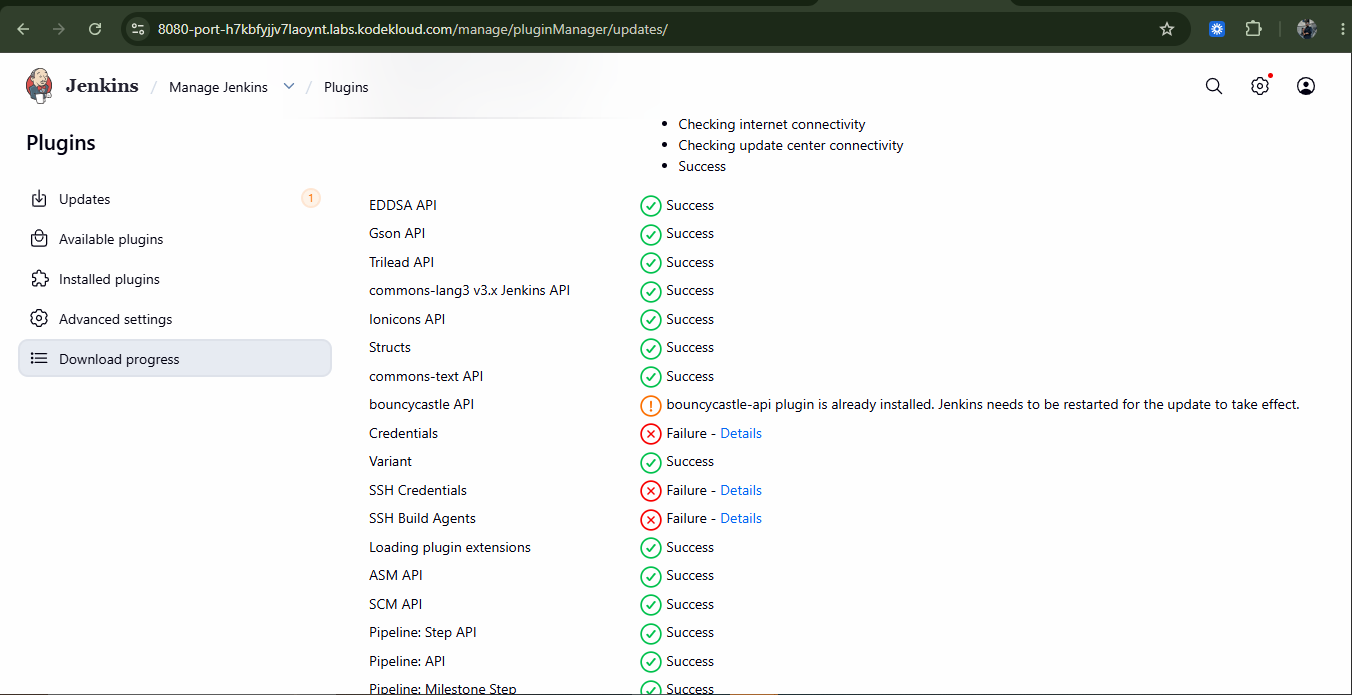 8080-port-h7kbfyjjv7laoynt.labs.kodekloud.com/manage/pluginManager/updates/
Jenkins / Manage Jenkins / Plugins
Plugins
Updates 1
Available plugins
Installed plugins
Advanced settings
Download progress
Checking internet connectivity
Checking update center connectivity
Success
EDDSA API Success
Gson API Success
Trilead API Success
commons-lang3 v3.x Jenkins API Success
Ionicons API Success
Structs Success
commons-text API Success
bouncycastle API bouncycastle-api plugin is already installed. Jenkins needs to be restarted for the update to take effect.
Credentials Failure - Details
Variant Success
SSH Credentials Failure - Details
SSH Build Agents Failure - Details
Loading plugin extensions Success
ASM API Success
SCM API Success
Pipeline: Step API Success
Pipeline: API Success
Pipeline: Milestone Step Success